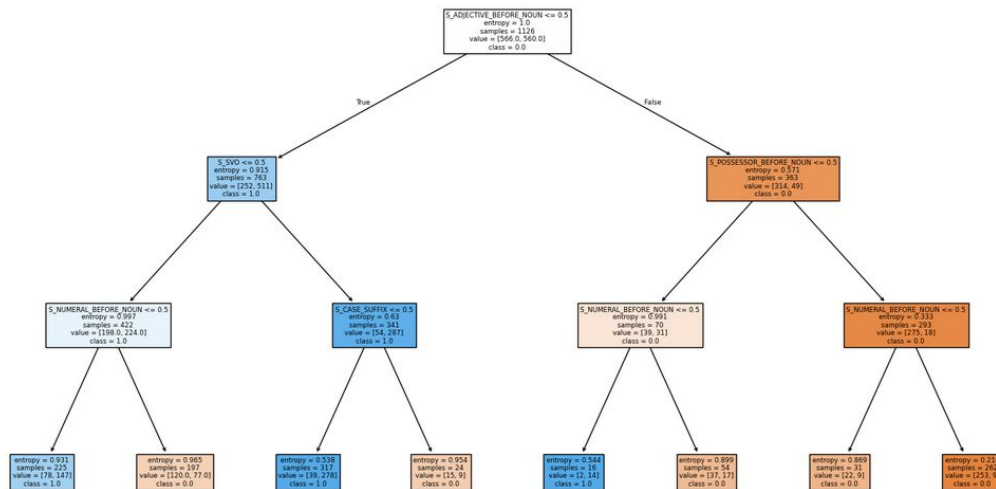 S_ADJECTIVE_BEFORE_NOUN <= 0.5
entropy = 1.0
samples = 1126
value = [566.0, 560.0]
class = 0.0
True
False
S_SVO <= 0.5
entropy = 0.915
samples = 763
value = [252, 511]
class = 1.0
S_POSSESSOR_BEFORE_NOUN <= 0.5
entropy = 0.571
samples = 363
value = [314, 49]
class = 0.0
S_NUMERAL_BEFORE_NOUN <= 0.5
entropy = 0.997
samples = 422
value = [198.0, 224.0]
class = 1.0
S_CASE_SUFFIX <= 0.5
entropy = 0.63
samples = 341
value = [54, 287]
class = 1.0
S_NUMERAL_BEFORE_NOUN <= 0.5
entropy = 0.991
samples = 70
value = [39, 31]
class = 0.0
S_NUMERAL_BEFORE_NOUN <= 0.5
entropy = 0.333
samples = 293
value = [275, 18]
class = 0.0
entropy = 0.931
samples = 225
value = [78, 147]
class = 1.0
entropy = 0.965
samples = 197
value = [120.0, 77.0]
class = 0.0
entropy = 0.538
samples = 317
value = [39, 278]
class = 1.0
entropy = 0.954
samples = 24
value = [15, 9]
class = 0.0
entropy = 0.544
samples = 16
value = [2, 14]
class = 1.0
entropy = 0.899
samples = 54
value = [37, 17]
class = 0.0
entropy = 0.869
samples = 31
value = [22, 9]
class = 0.0
entropy = 0.21
samples = 262
value = [253, 9
class = 0.0